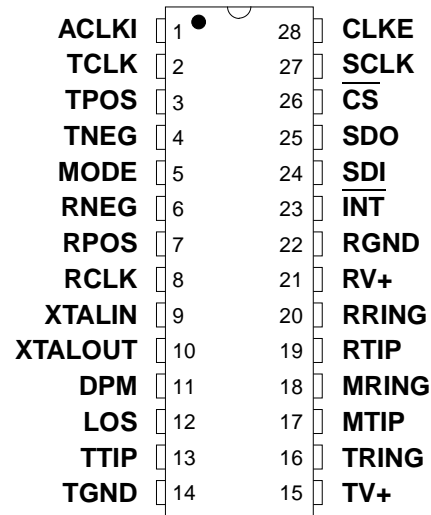 ACLKI 1 28 CLKE
TCLK 2 27 SCLK
TPOS 3 26 CS
TNEG 4 25 SDO
MODE 5 24 SDI
RNEG 6 23 INT
RPOS 7 22 RGND
RCLK 8 21 RV+
XTALIN 9 20 RRING
XTALOUT 10 19 RTIP
DPM 11 18 MRING
LOS 12 17 MTIP
TTIP 13 16 TRING
TGND 14 15 TV+